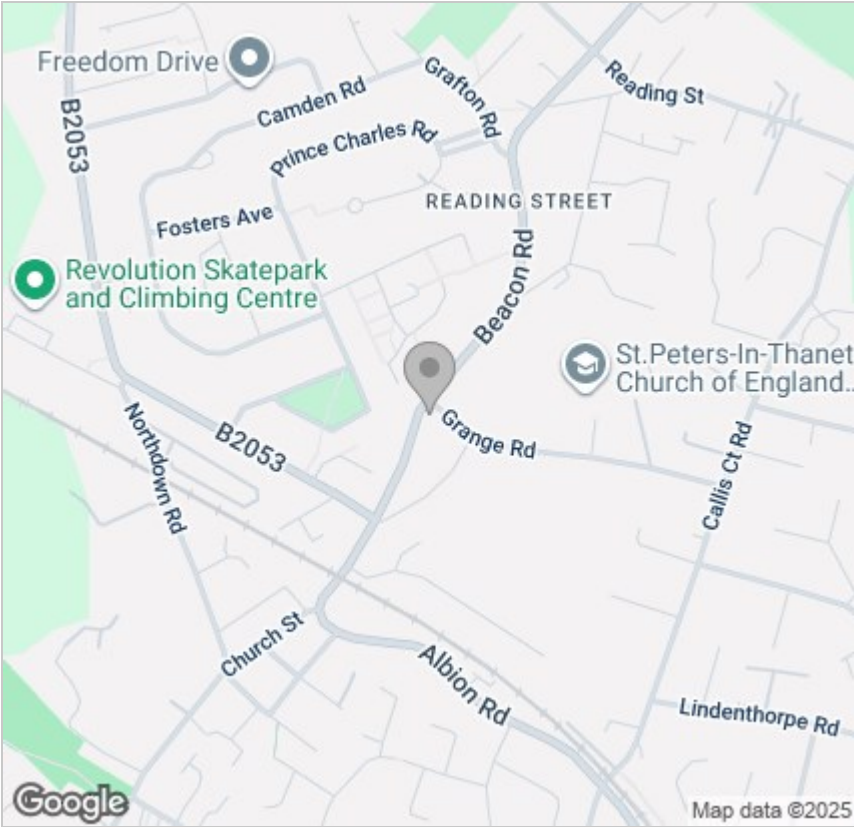 Freedom Drive
B2053
Camden Rd
Grafton Rd
Reading St
Prince Charles Rd
Fosters Ave
READING STREET
Revolution Skatepark
and Climbing Centre
Beacon Rd
St.Peters-In-Thanet
Church of England..
Grange Rd
Northdown Rd
B2053
Callis Ct Rd
Church St
Albion Rd
Lindenthorpe Rd
Google
Map data ©2025